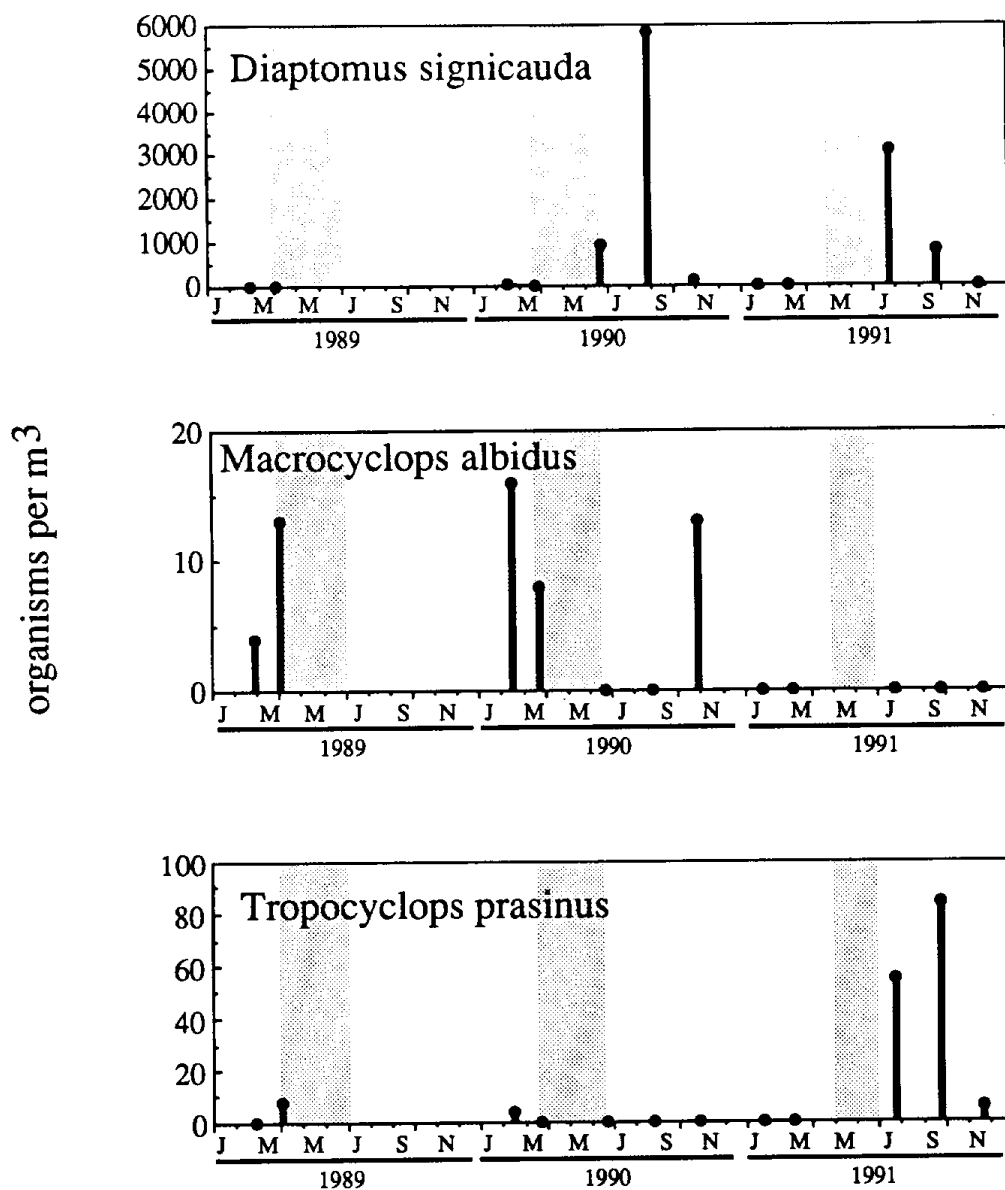 6000
5000
4000
3000
2000
1000
0
Diaptomus signicauda
J M M J S N J M M J S N J M M J S N
1989 1990 1991
organisms per m3
20
10
0
Macrocyclops albidus
J M M J S N J M M J S N J M M J S N
1989 1990 1991
100
80
60
40
20
0
Tropocyclops prasinus
J M M J S N J M M J S N J M M J S N
1989 1990 1991